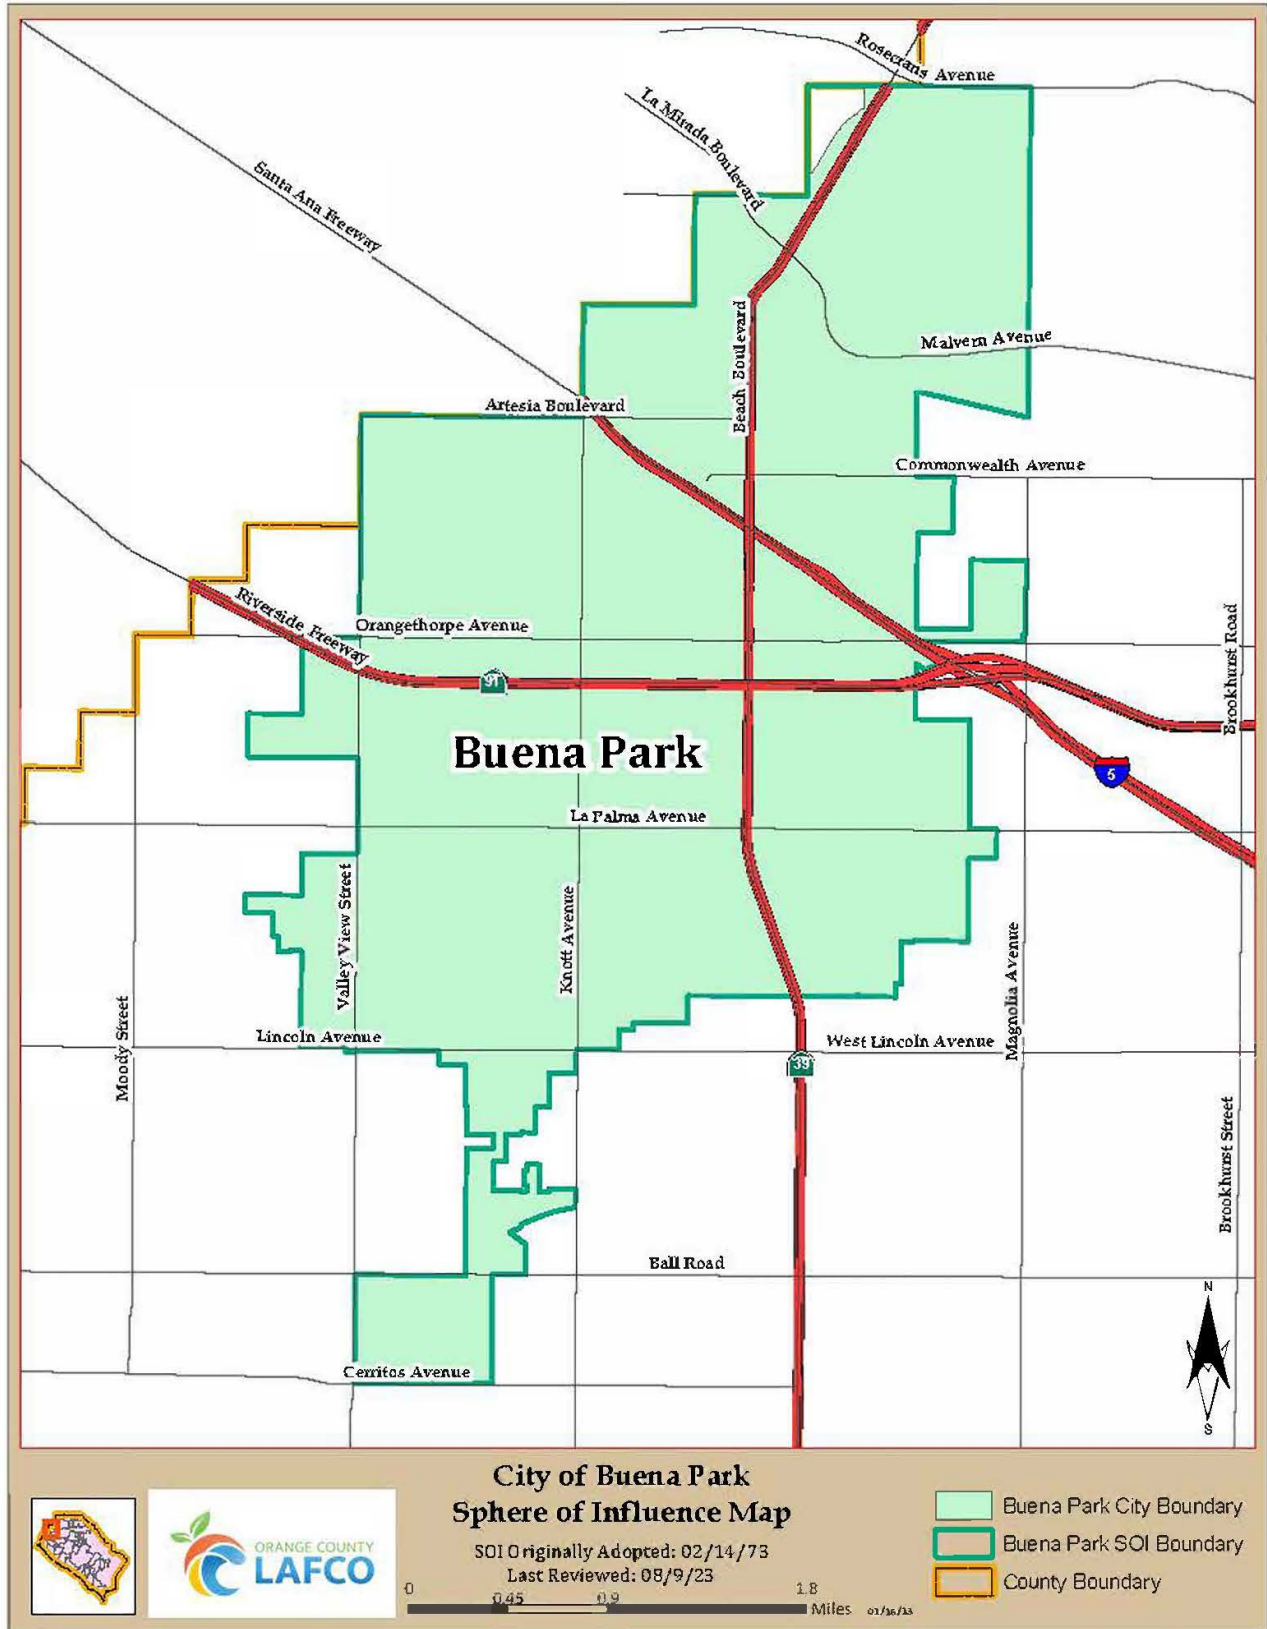 Rosecrans Avenue
La Mirada Boulevard
Santa Ana Freeway
Beach Boulevard
Malvern Avenue
Artesia Boulevard
Commonwealth Avenue
Riverside Freeway
Orangethorpe Avenue
Brookhurst Road
91
Buena Park
5
La Palma Avenue
Valley View Street
Knott Avenue
Magnolia Avenue
Moody Street
Lincoln Avenue
West Lincoln Avenue
39
Brookhurst Street
Ball Road
Cerritos Avenue
N
S
City of Buena Park
Sphere of Influence Map
SOI Originally Adopted: 02/14/73
Last Reviewed: 08/9/23
0
0.45
0.9
1.8
Miles
ORANGE COUNTY
LAFCO
Buena Park City Boundary
Buena Park SOI Boundary
County Boundary